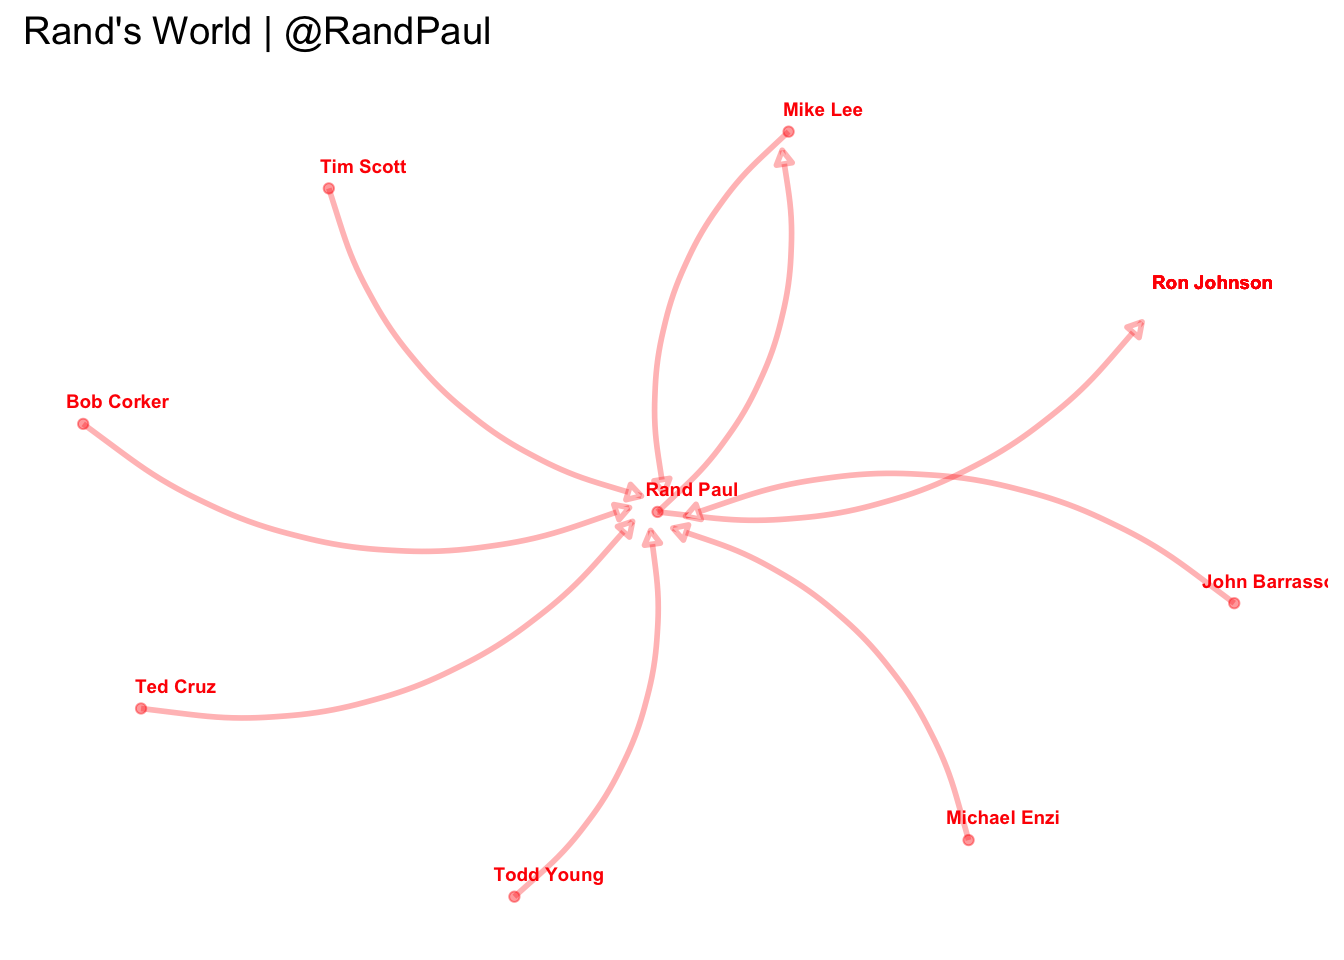 Rand's World | @RandPaul
Mike Lee
Tim Scott
Ron Johnson
Bob Corker
Rand Paul
John Barrasso
Ted Cruz
Michael Enzi
Todd Young